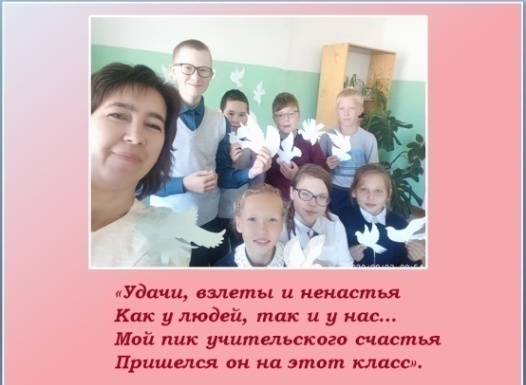 «Удачи, взлеты и ненастья
Как у людей, так и у нас...
Мой пик учительского счастья
Пришелся он на этот класс».